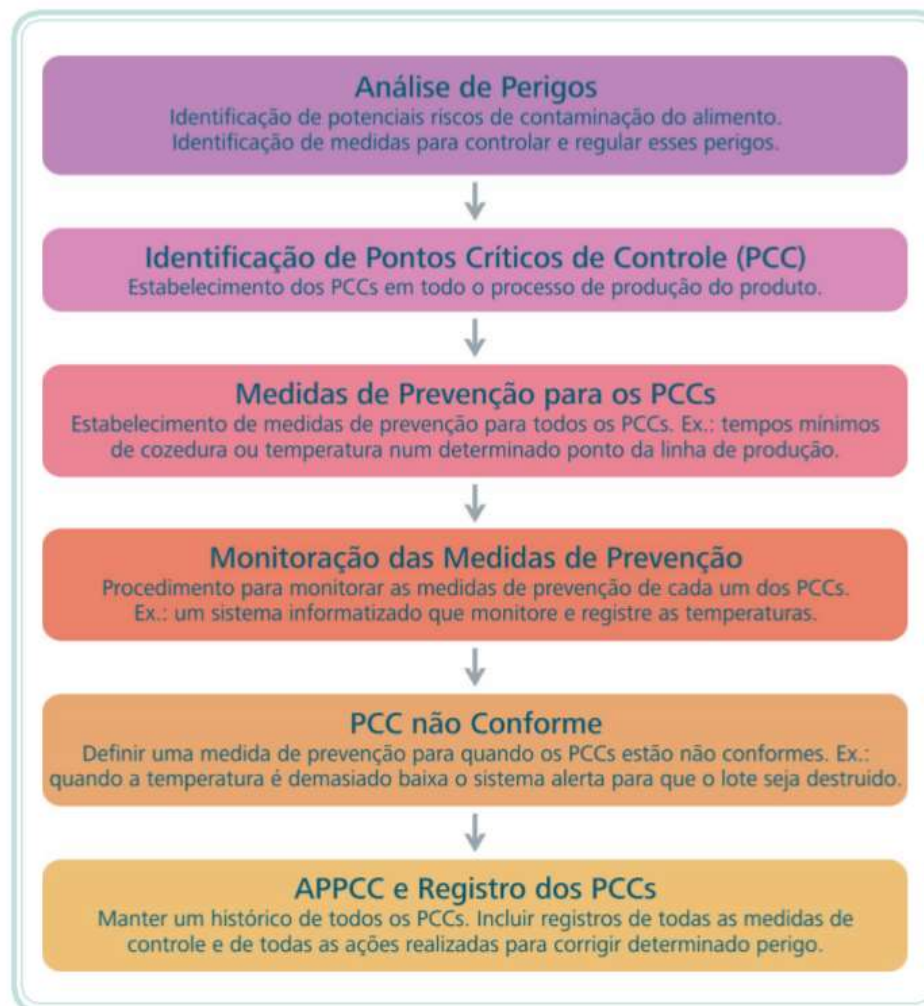 Análise de Perigos
Identificação de potenciais riscos de contaminação do alimento.
Identificação de medidas para controlar e regular esses perigos.
Identificação de Pontos Críticos de Controle (PCC)
Estabelecimento dos PCCs em todo o processo de produção do produto.
Medidas de Prevenção para os PCCs
Estabelecimento de medidas de prevenção para todos os PCCs. Ex.: tempos mínimos
de cozedura ou temperatura num determinado ponto da linha de produção.
Monitoração das Medidas de Prevenção
Procedimento para monitorar as medidas de prevenção de cada um dos PCCs.
Ex.: um sistema informatizado que monitore e registre as temperaturas.
PCC não Conforme
Definir uma medida de prevenção para quando os PCCs estão não conformes. Ex.:
quando a temperatura é demasiado baixa o sistema alerta para que o lote seja destruido.
APPCC e Registro dos PCCs
Manter um histórico de todos os PCCs. Incluir registros de todas as medidas de
controle e de todas as ações realizadas para corrigir determinado perigo.